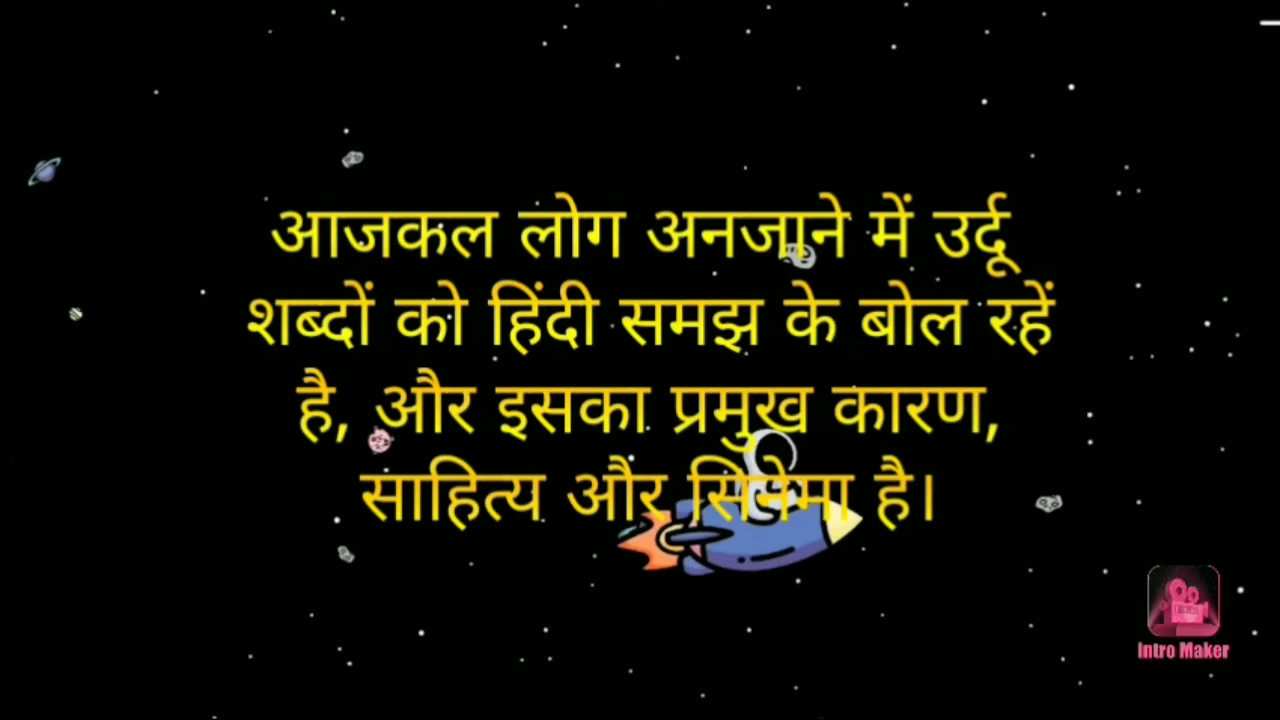 आजकल लोग अनजाने में उर्दू
शब्दों को हिंदी समझ के बोल रहें
है, और इसका प्रमुख कारण,
साहित्य और सिनेमा है।
Intro Maker